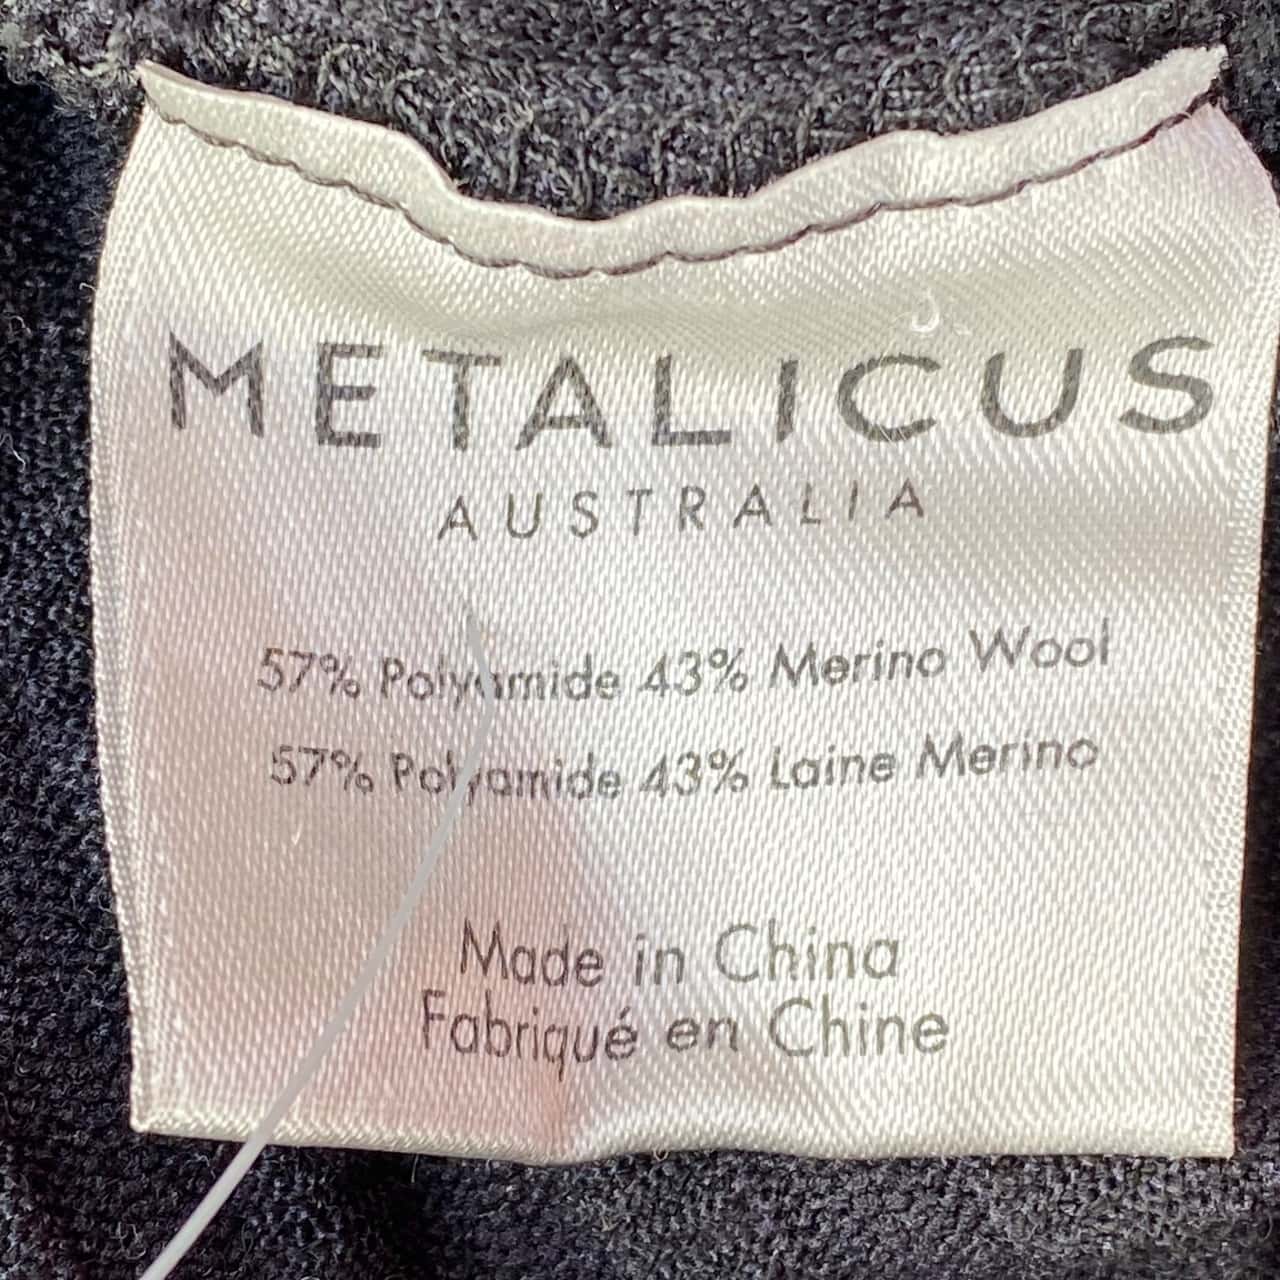 METALICUS
AUSTRALIA
57% Polyamide 43% Merino Wool
57% Polyamide 43% Laine Merino
Made in China
Fabriqué en Chine